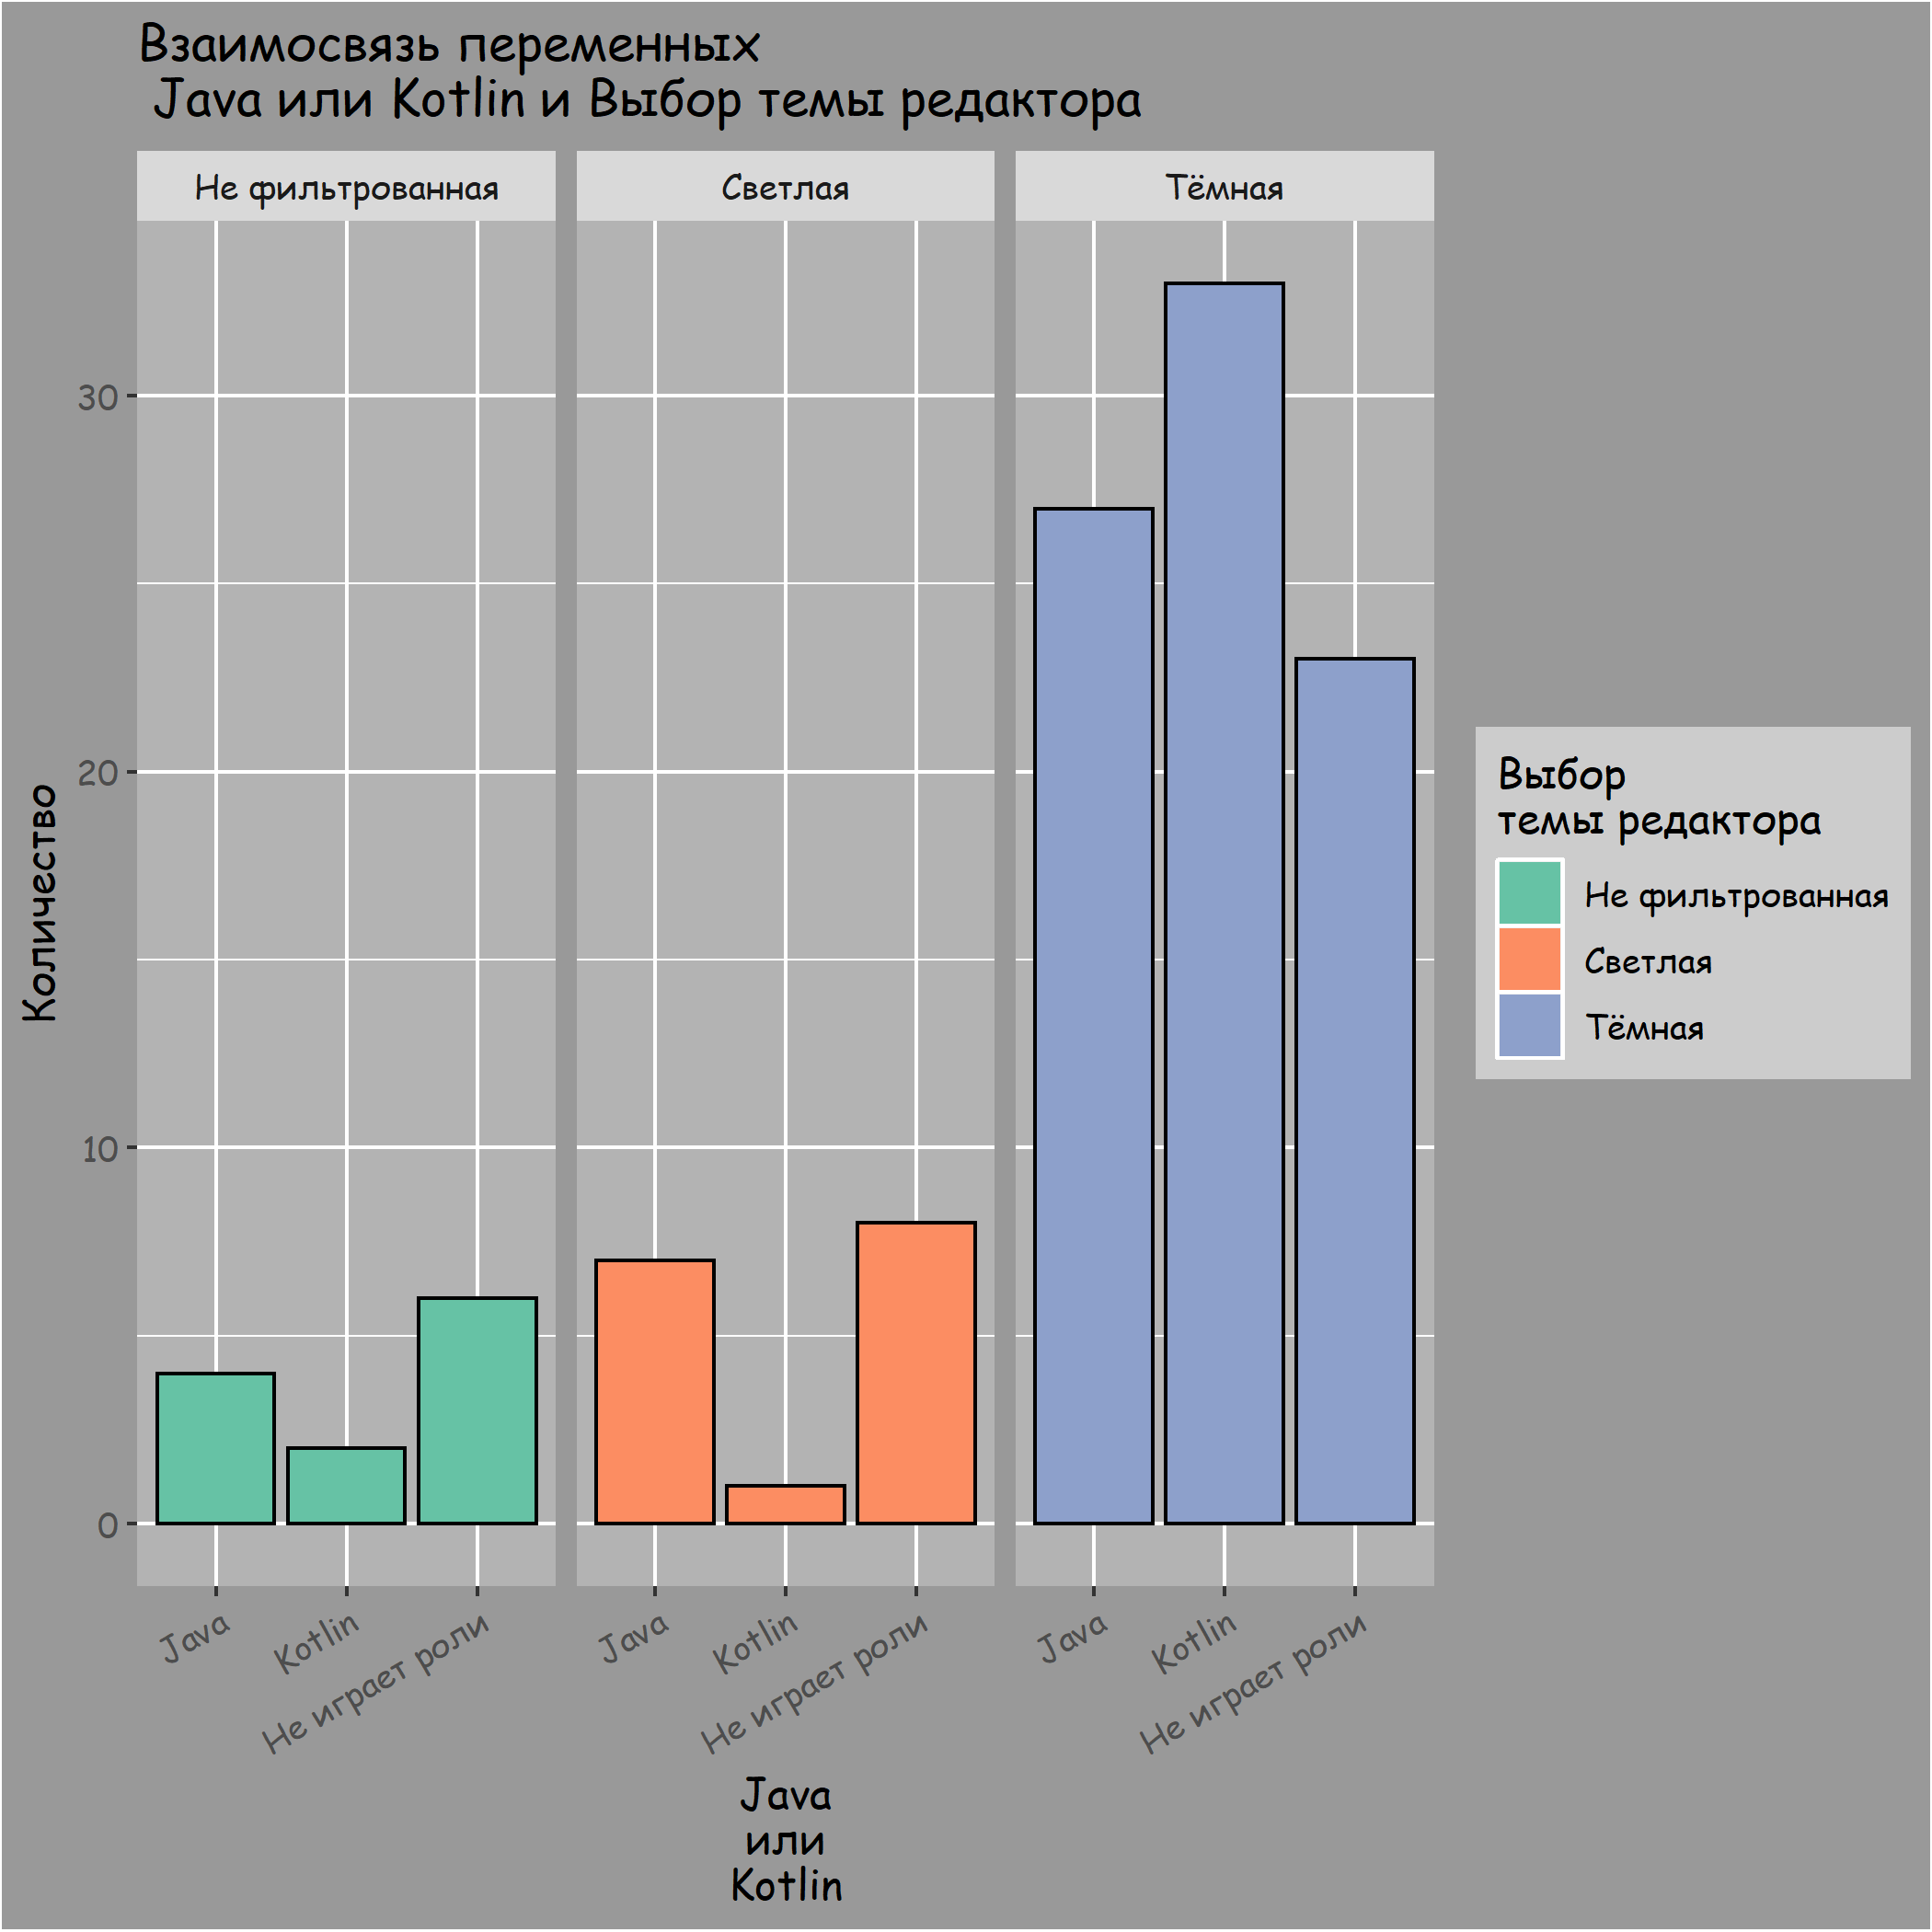 Взаимосвязь переменных
Java или Kotlin и Выбор темы редактора
Не фильтрованная
Светлая
Тёмная
Количество
30
20
10
0
Java
Kotlin
Не играет роли
Java
Kotlin
Не играет роли
Java
Kotlin
Не играет роли
Java
или
Kotlin
Выбор
темы редактора
Не фильтрованная
Светлая
Тёмная